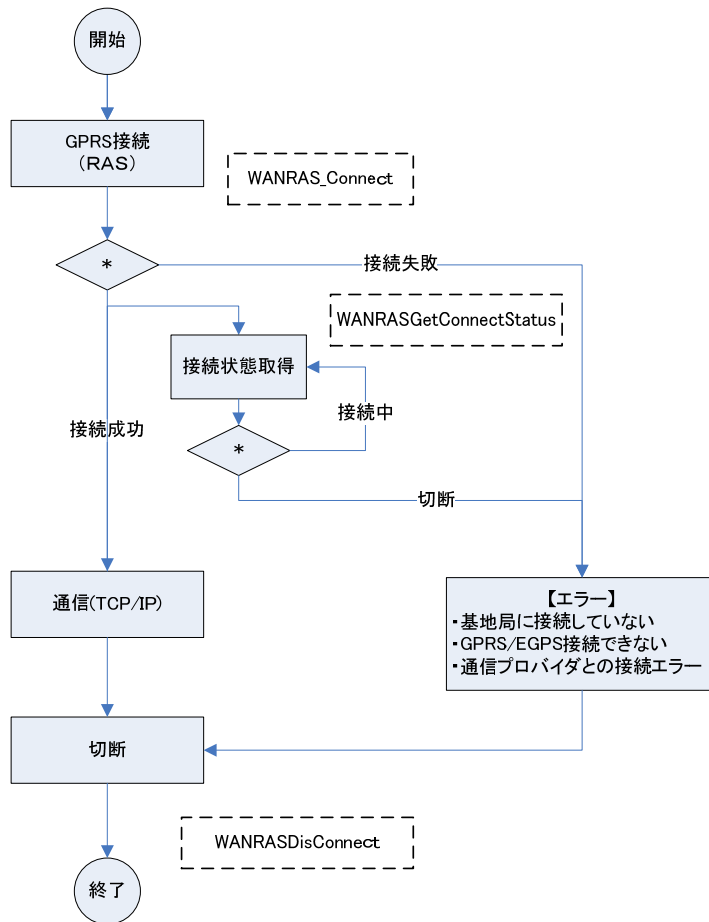 開始
GPRS接続
（RAS）
WANRAS_Connect
*
接続失敗
WANRASGetConnectStatus
接続状態取得
接続中
接続成功
*
切断
通信(TCP/IP)
【エラー】
・基地局に接続していない
・GPRS/EGPS接続できない
・通信プロバイダとの接続エラー
切断
WANRASDisConnect
終了